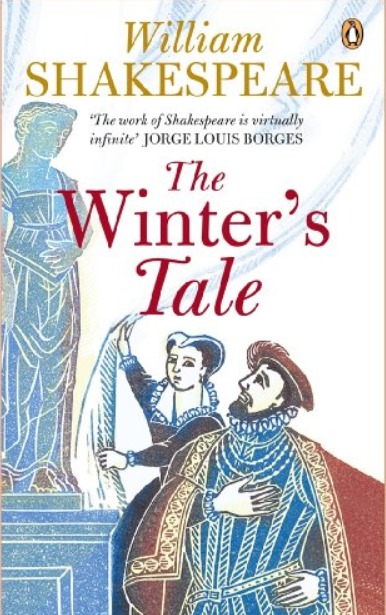 William
SHAKESPEARE
‘The work of Shakespeare is virtually
infinite’ JORGE LOUIS BORGES
The
Winter’s
Tale